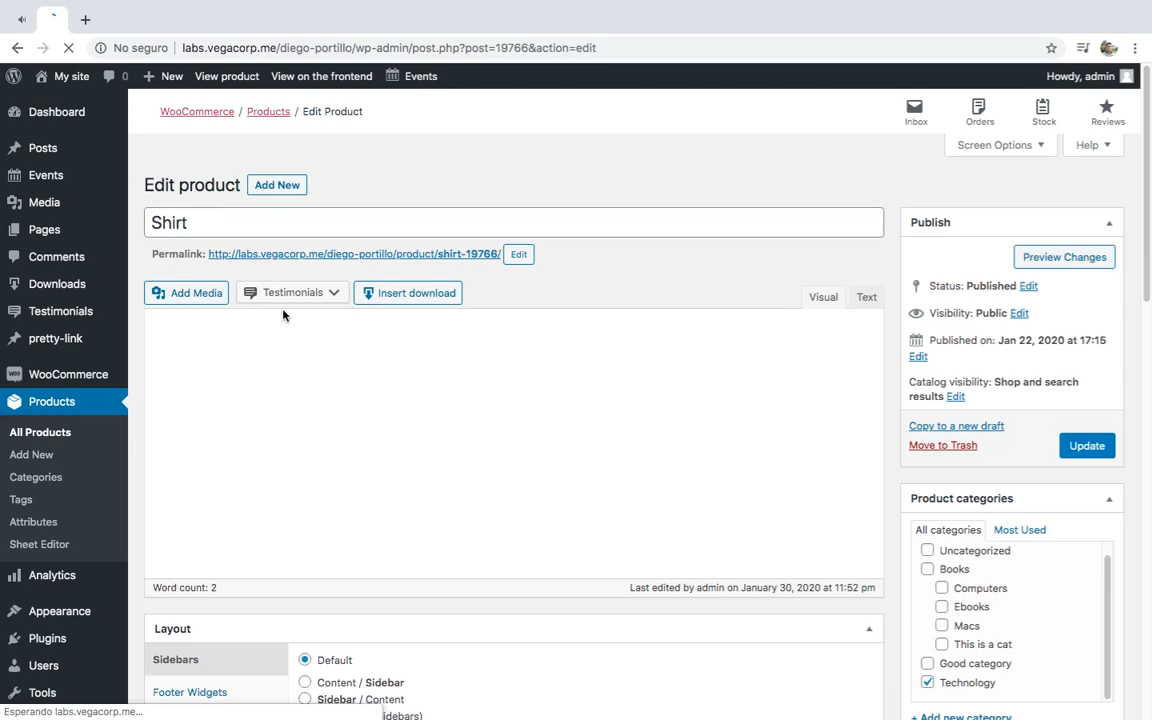 No seguro
labs.vegacorp.me/diego-portillo/wp-admin/post.php?post=19766&action=edit
My site
0
New
View product
View on the frontend
Events
Howdy, admin
Dashboard
Posts
Events
Media
Pages
Comments
Downloads
Testimonials
pretty-link
WooCommerce
Products
All Products
Add New
Categories
Tags
Attributes
Sheet Editor
Analytics
Appearance
Plugins
Users
Tools
WooCommerce / Products / Edit Product
Inbox
Orders
Stock
Reviews
Screen Options
Help
Edit product
Add New
Shirt
Permalink: http://labs.vegacorp.me/diego-portillo/product/shirt-19766/ Edit
Add Media
Testimonials
Insert download
Visual
Text
Word count: 2
Last edited by admin on January 30, 2020 at 11:52 pm
Layout
Sidebars
Footer Widgets
Default
Content / Sidebar
Sidebar / Content
idebars)
Publish
Preview Changes
Status: Published Edit
Visibility: Public Edit
Published on: Jan 22, 2020 at 17:15
Edit
Catalog visibility: Shop and search
results Edit
Copy to a new draft
Move to Trash
Update
Product categories
All categories
Most Used
Uncategorized
Books
Computers
Ebooks
Macs
This is a cat
Good category
Technology
+ Add new category
Esperando labs.vegacorp.me...